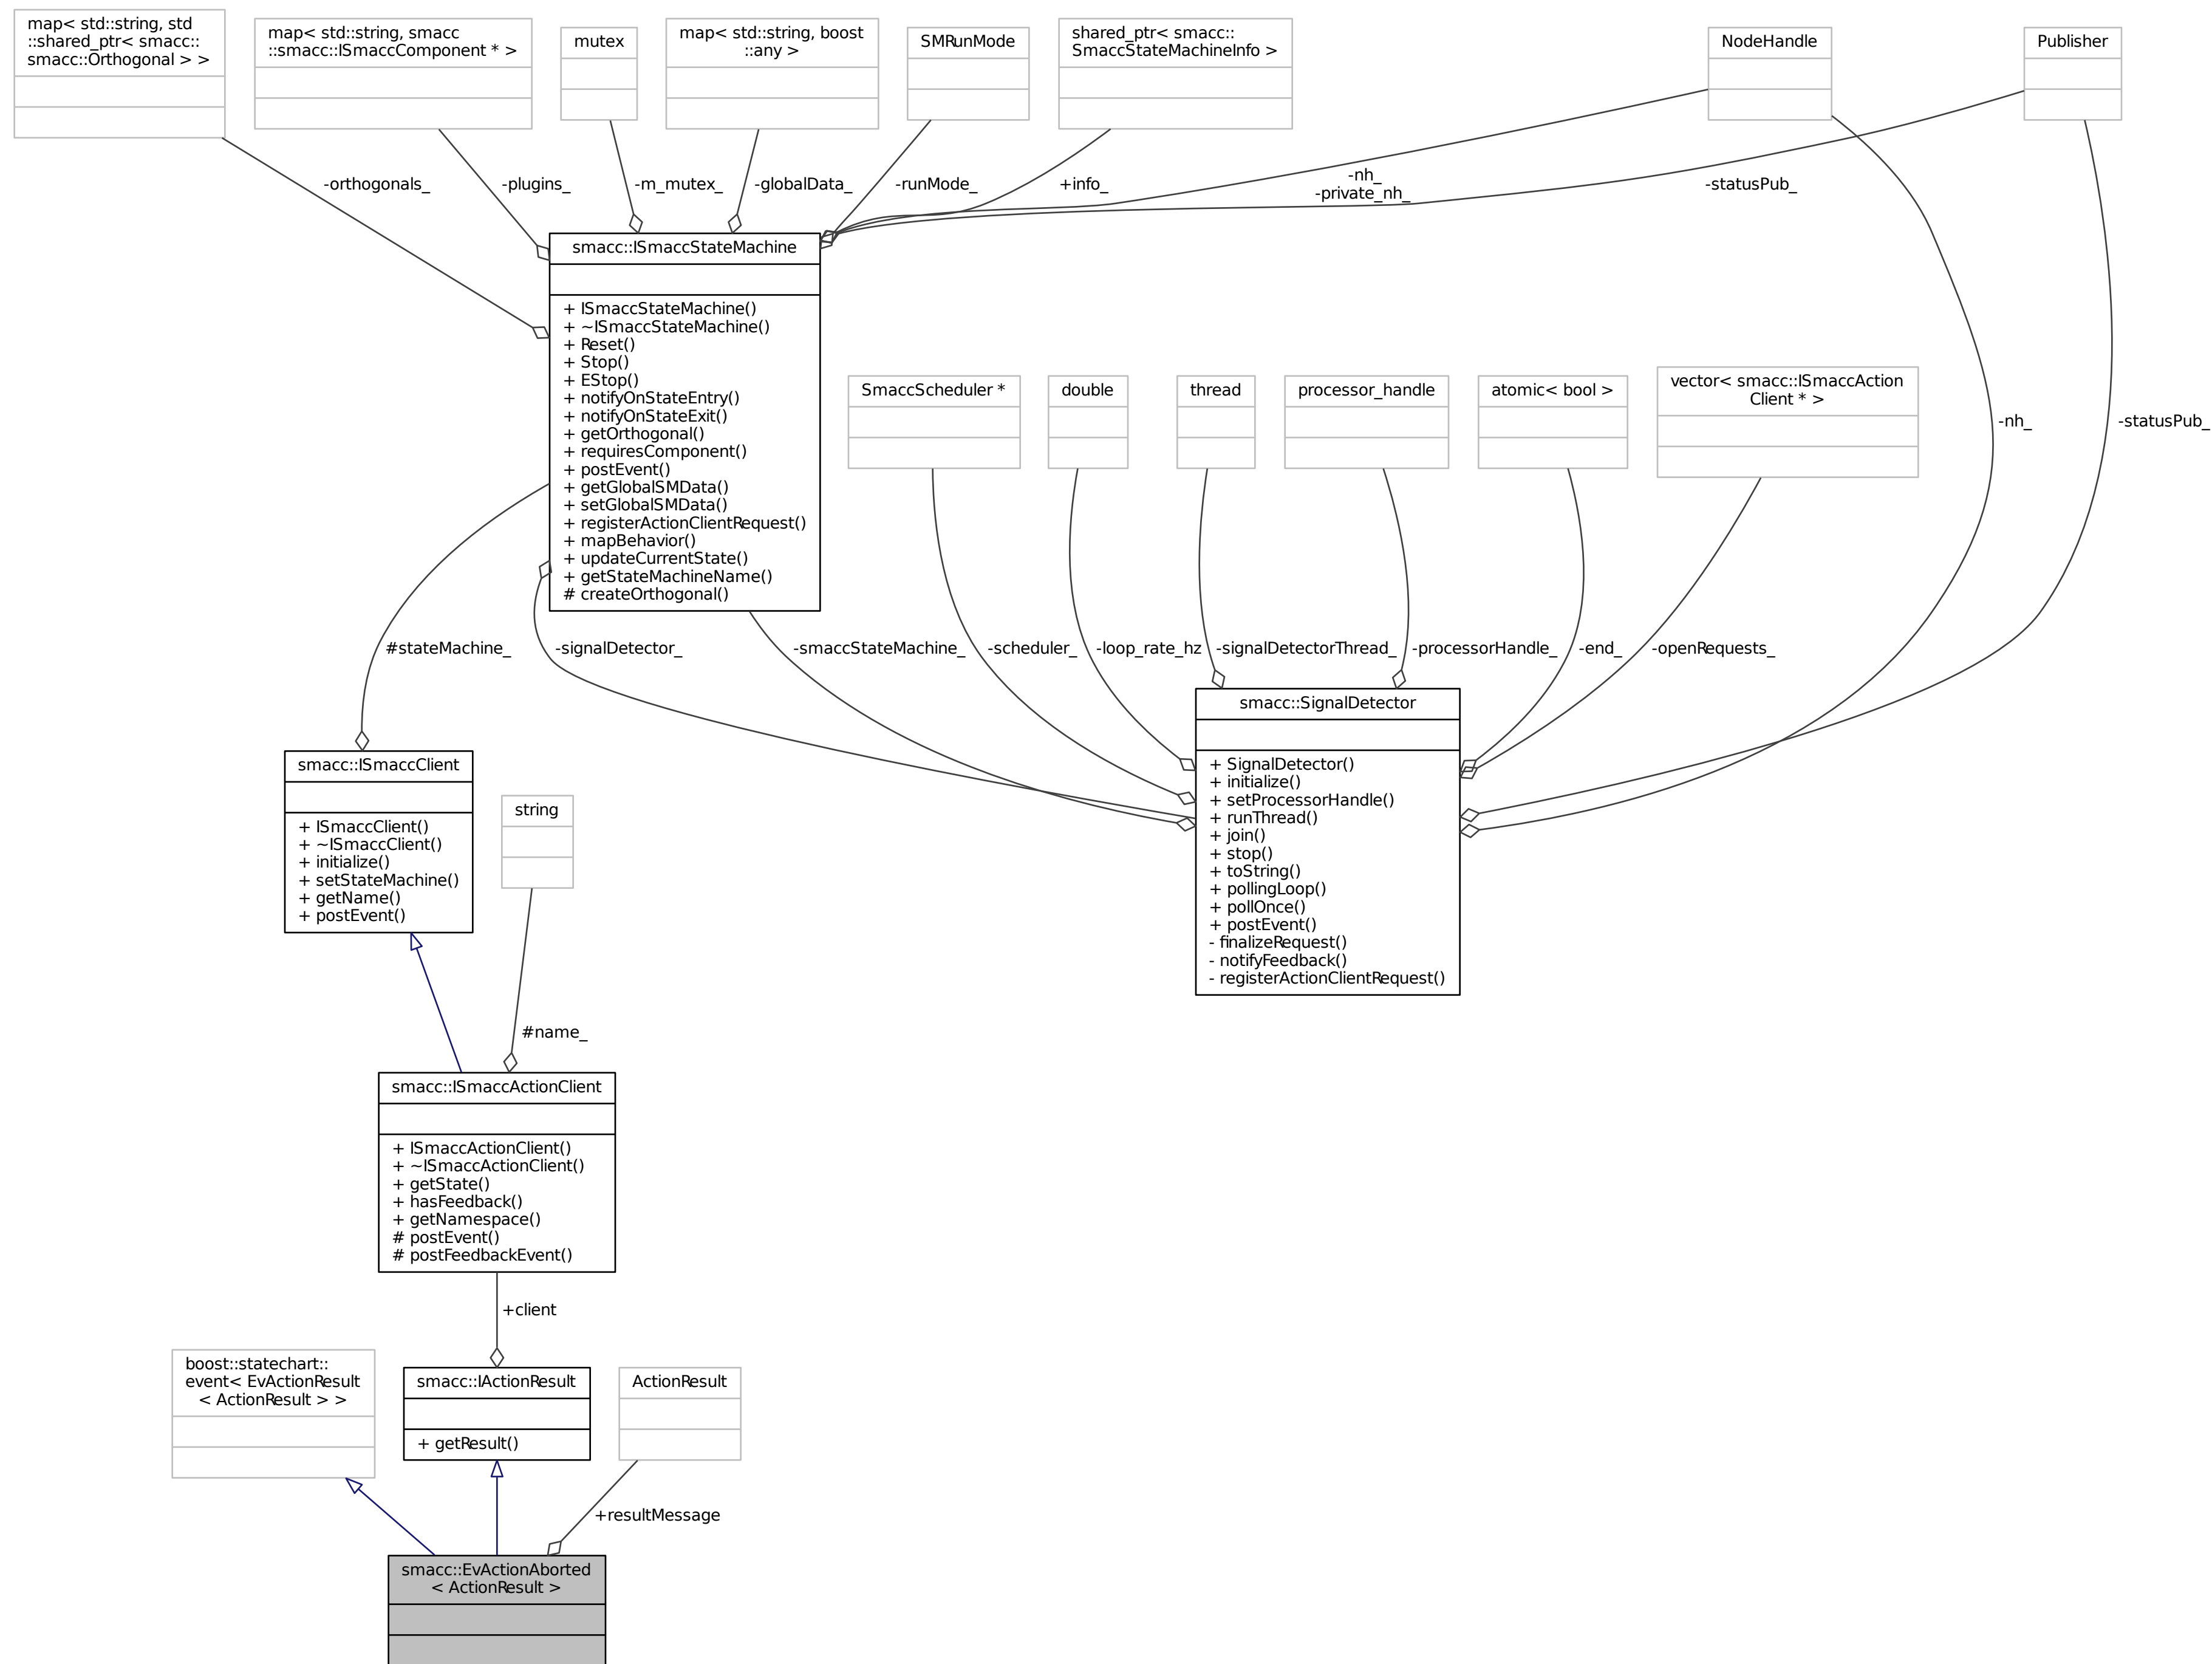 map< std::string, std
::shared_ptr< smacc::
smacc::Orthogonal > >
map< std::string, smacc
::smacc::ISmaccComponent * >
mutex
map< std::string, boost
::any >
SMRunMode
shared_ptr< smacc::
SmaccStateMachineInfo >
NodeHandle
Publisher
-orthogonals_
-plugins_
-m_mutex_
-globalData_
-runMode_
+info_
-nh_
-private_nh_
-statusPub_
smacc::ISmaccStateMachine
+ ISmaccStateMachine()
+ ~ISmaccStateMachine()
+ Reset()
+ Stop()
+ EStop()
+ notifyOnStateEntry()
+ notifyOnStateExit()
+ getOrthogonal()
+ requiresComponent()
+ postEvent()
+ getGlobalSMData()
+ setGlobalSMData()
+ registerActionClientRequest()
+ mapBehavior()
+ updateCurrentState()
+ getStateMachineName()
# createOrthogonal()
SmaccScheduler *
double
thread
processor_handle
atomic< bool >
vector< smacc::ISmaccAction
Client * >
-nh_
-statusPub_
#stateMachine_
-signalDetector_
-smaccStateMachine_
-scheduler_
-loop_rate_hz
-signalDetectorThread_
-processorHandle_
-end_
-openRequests_
smacc::SignalDetector
+ SignalDetector()
+ initialize()
+ setProcessorHandle()
+ runThread()
+ join()
+ stop()
+ toString()
+ pollingLoop()
+ pollOnce()
+ postEvent()
- finalizeRequest()
- notifyFeedback()
- registerActionClientRequest()
smacc::ISmaccClient
+ ISmaccClient()
+ ~ISmaccClient()
+ initialize()
+ setStateMachine()
+ getName()
+ postEvent()
string
#name_
smacc::ISmaccActionClient
+ ISmaccActionClient()
+ ~ISmaccActionClient()
+ getState()
+ hasFeedback()
+ getNamespace()
# postEvent()
# postFeedbackEvent()
+client
boost::statechart::
event< EvActionResult
< ActionResult > >
smacc::IActionResult
+ getResult()
ActionResult
+resultMessage
smacc::EvActionAborted
< ActionResult >